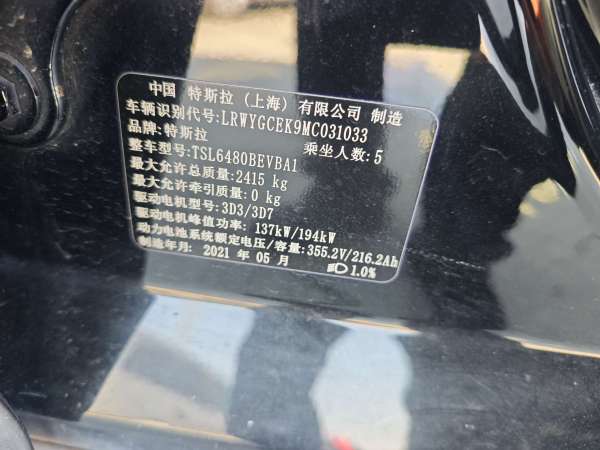 中国 特斯拉（上海）有限公司 制造
车辆识别代号:LRWYGCEK9MC031033
品牌:特斯拉 乘坐人数:5
整车型号:TSL6480BEVBA1
最大允许总质量:2415 kg
最大允许牵引质量:0 kg
驱动电机型号:3D3/3D7
驱动电机峰值功率: 137kW/194kW
动力电池系统额定电压/容量:355.2V/216.2Ah
制造年月: 2021 年 05 月 1.0%